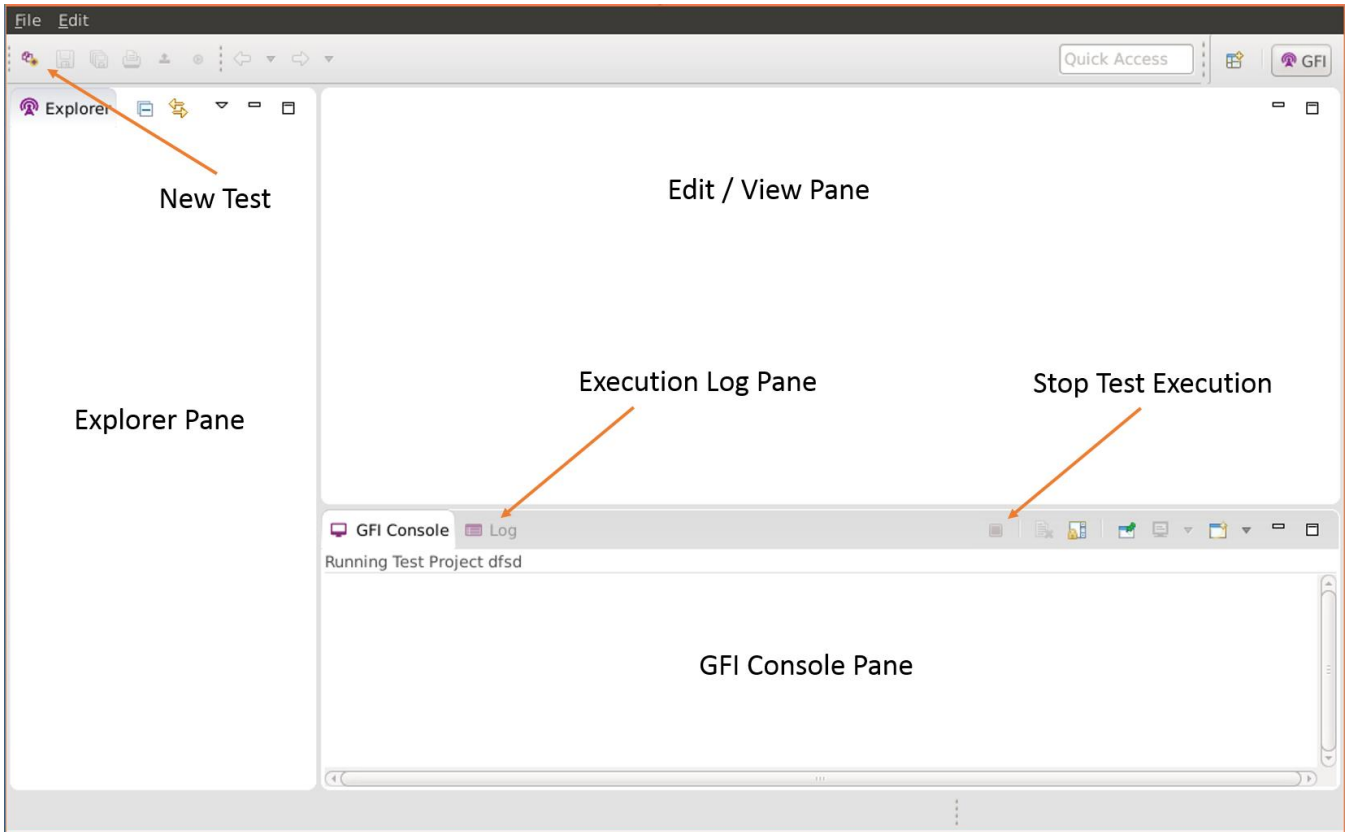 File Edit
Quick Access
GFI
Explorer
New Test
Edit / View Pane
Execution Log Pane
Stop Test Execution
Explorer Pane
GFI Console Log
Running Test Project dfsd
GFI Console Pane